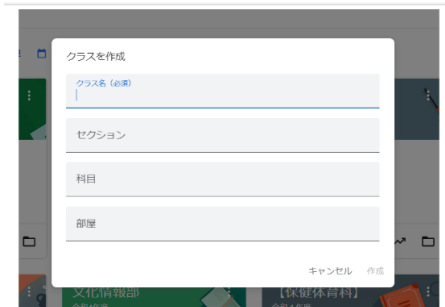 クラスを作成
クラス名（必須）
セクション
科目
部屋
キャンセル 作成
文化情報部
【保健体育科】